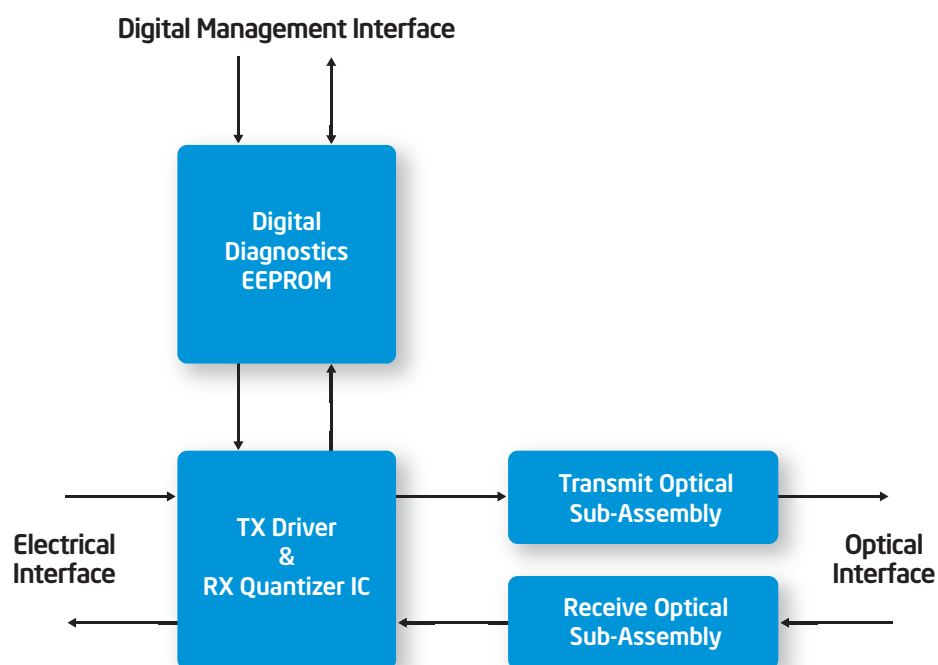 Digital Management Interface
Digital
Diagnostics
EEPROM
Transmit Optical
Sub-Assembly
TX Driver
&
RX Quantizer IC
Electrical
Interface
Optical
Interface
Receive Optical
Sub-Assembly